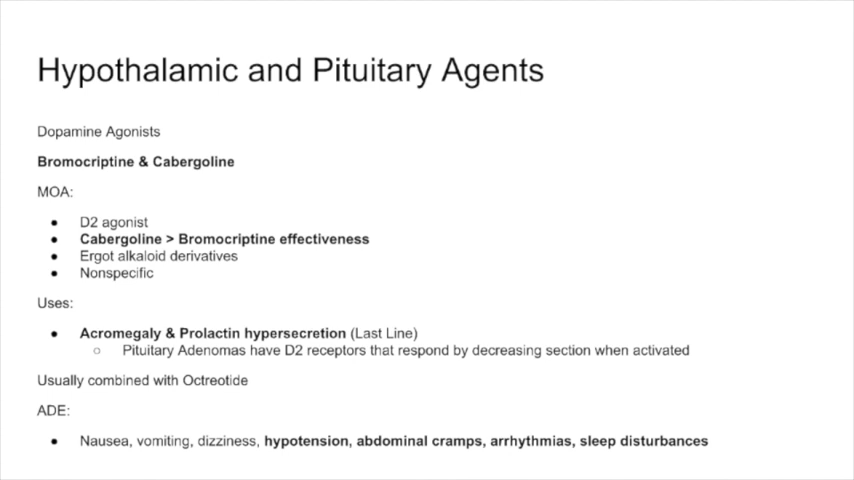 Hypothalamic and Pituitary Agents
Dopamine Agonists
Bromocriptine & Cabergoline
MOA:
● D2 agonist
● Cabergoline > Bromocriptine effectiveness
● Ergot alkaloid derivatives
● Nonspecific
Uses:
● Acromegaly & Prolactin hypersecretion (Last Line)
○ Pituitary Adenomas have D2 receptors that respond by decreasing section when activated
Usually combined with Octreotide
ADE:
● Nausea, vomiting, dizziness, hypotension, abdominal cramps, arrhythmias, sleep disturbances